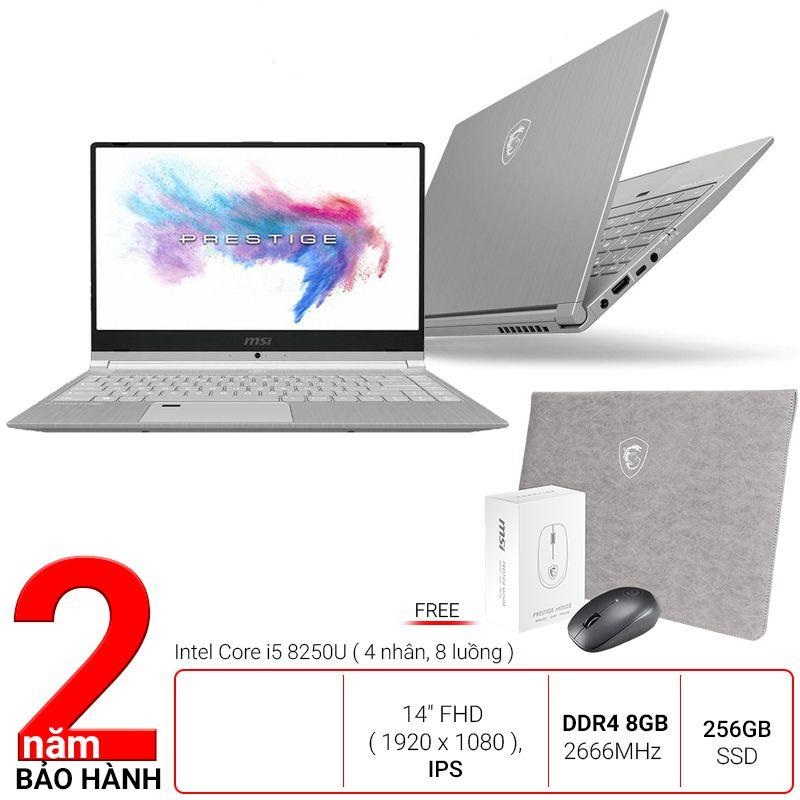 PRESTIGE
msi
msi
PRESTIGE MOUSE
FREE
Intel Core i5 8250U ( 4 nhân, 8 luồng )
2
năm
BẢO HÀNH
14" FHD
( 1920 x 1080 ),
IPS
DDR4 8GB
2666MHz
256GB
SSD